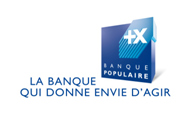 +X
BANQUE
POPULAIRE
LA BANQUE
QUI DONNE ENVIE D'AGIR